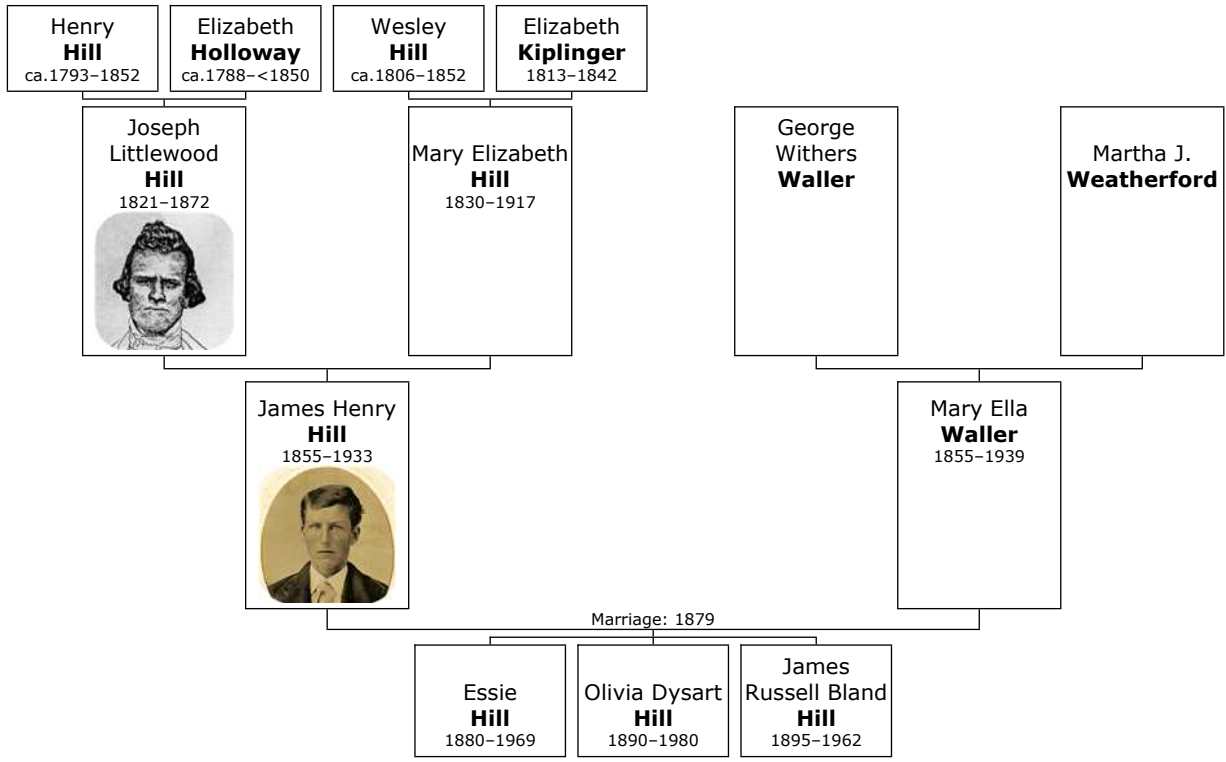 Henry
Hill
ca.1793–1852
Elizabeth
Holloway
ca.1788–<1850
Wesley
Hill
ca.1806–1852
Elizabeth
Kiplinger
1813–1842
Joseph
Littlewood
Hill
1821–1872
Mary Elizabeth
Hill
1830–1917
George
Withers
Waller
Martha J.
Weatherford
James Henry
Hill
1855–1933
Mary Ella
Waller
1855–1939
Marriage: 1879
Essie
Hill
1880–1969
Olivia Dysart
Hill
1890–1980
James
Russell Bland
Hill
1895–1962